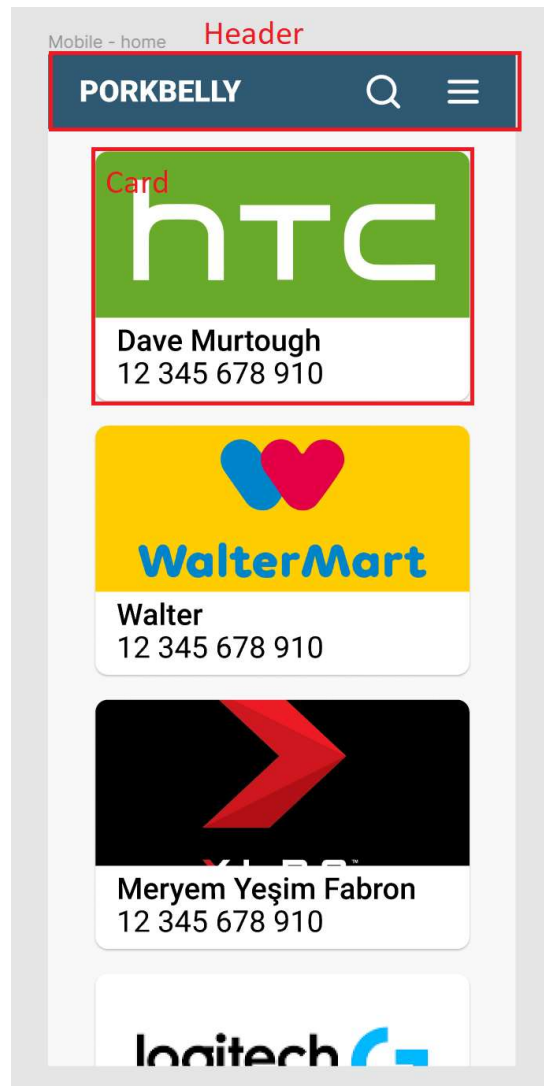 Mobile - home
Header
PORKBELLY
Card
hTC
Dave Murtough
12 345 678 910
WalterMart
Walter
12 345 678 910
Meryem Yeşim Fabron
12 345 678 910
logitech